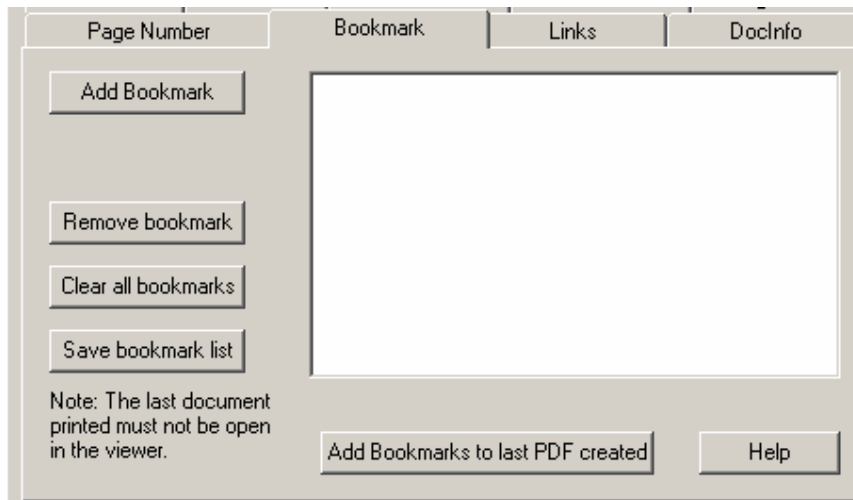 Page Number
Bookmark
Links
DocInfo
Add Bookmark
Remove bookmark
Clear all bookmarks
Save bookmark list
Note: The last document
printed must not be open
in the viewer.
Add Bookmarks to last PDF created
Help